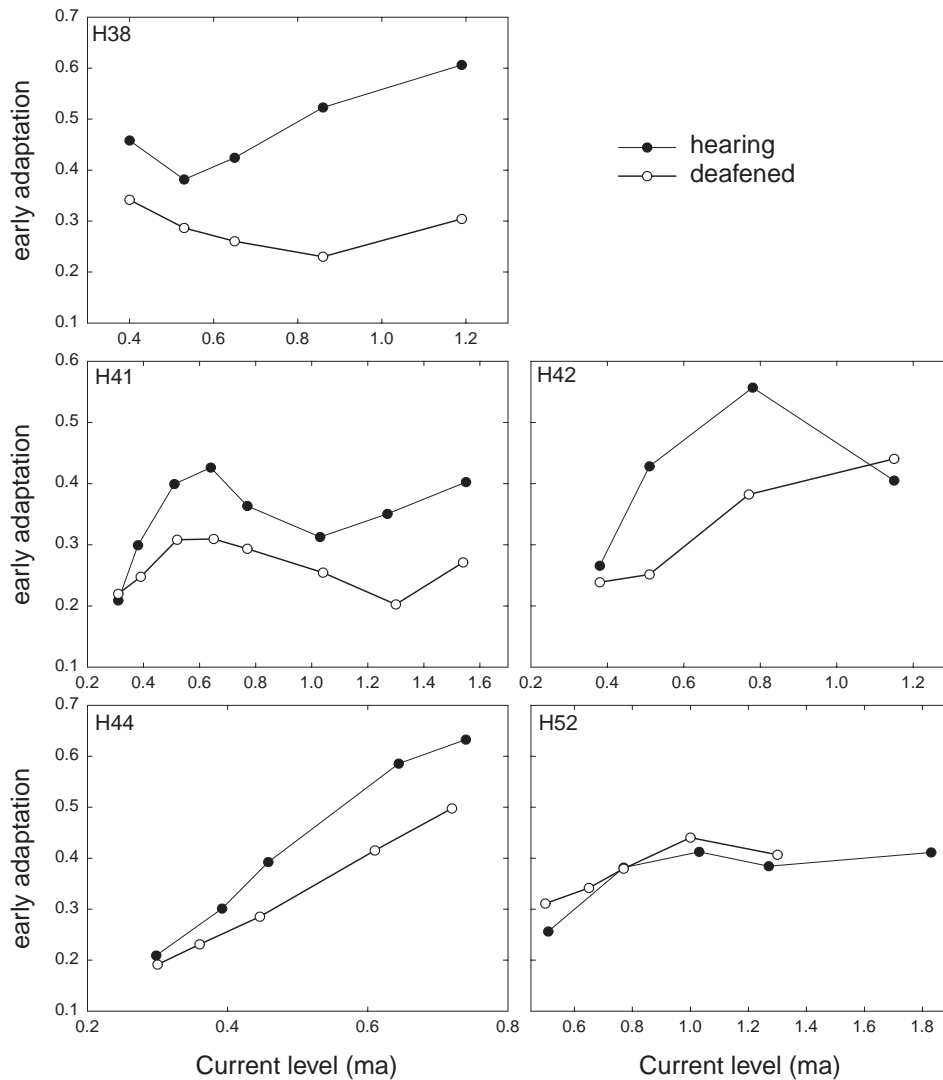 H38
0.7
0.6
0.5
0.4
0.3
0.2
0.1
early adaptation
0.4 0.6 0.8 1.0 1.2
hearing
deafened
H41
0.6
0.5
0.4
0.3
0.2
0.1
early adaptation
0.2 0.4 0.6 0.8 1.0 1.2 1.4 1.6
H42
0.2 0.4 0.6 0.8 1.0 1.2
H44
0.7
0.6
0.5
0.4
0.3
0.2
0.1
early adaptation
0.2 0.4 0.6 0.8
Current level (ma)
H52
0.6 0.8 1.0 1.2 1.4 1.6 1.8
Current level (ma)